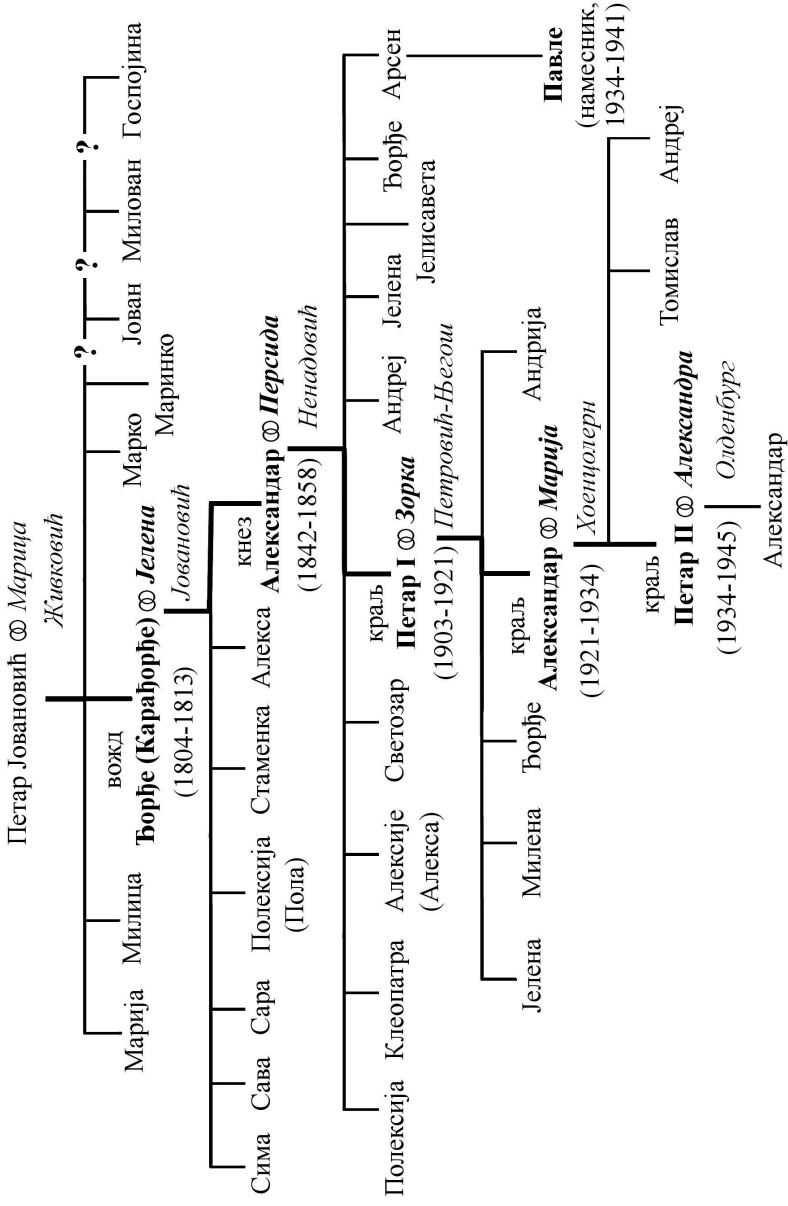 Петар Јовановић ⚭ Марица
Живковић
? ? ?
Марија Милица Марко Јован Милован Госпојина
Маринко
вожд
Ђорђе (Карађорђе) ⚭ Јелена
(1804-1813) Јовановић
Сима Сава Сара Полексија Стаменка Алекса
(Пола)
кнез
Александар ⚭ Персида
(1842-1858) Ненадовић
Полексија Клеопатра Алексије Светозар Андреј Јелена Ђорђе Арсен
(Алекса) Јелисавета
краљ
Петар I ⚭ Зорка
(1903-1921) Петровић-Његош
Јелена Милена Ђорђе Андрија
Павле
(намесник,
1934-1941)
краљ
Александар ⚭ Марија
(1921-1934) Хоенцолерн
Томислав Андреј
краљ
Петар II ⚭ Александра
(1934-1945) Олденбург
Александар